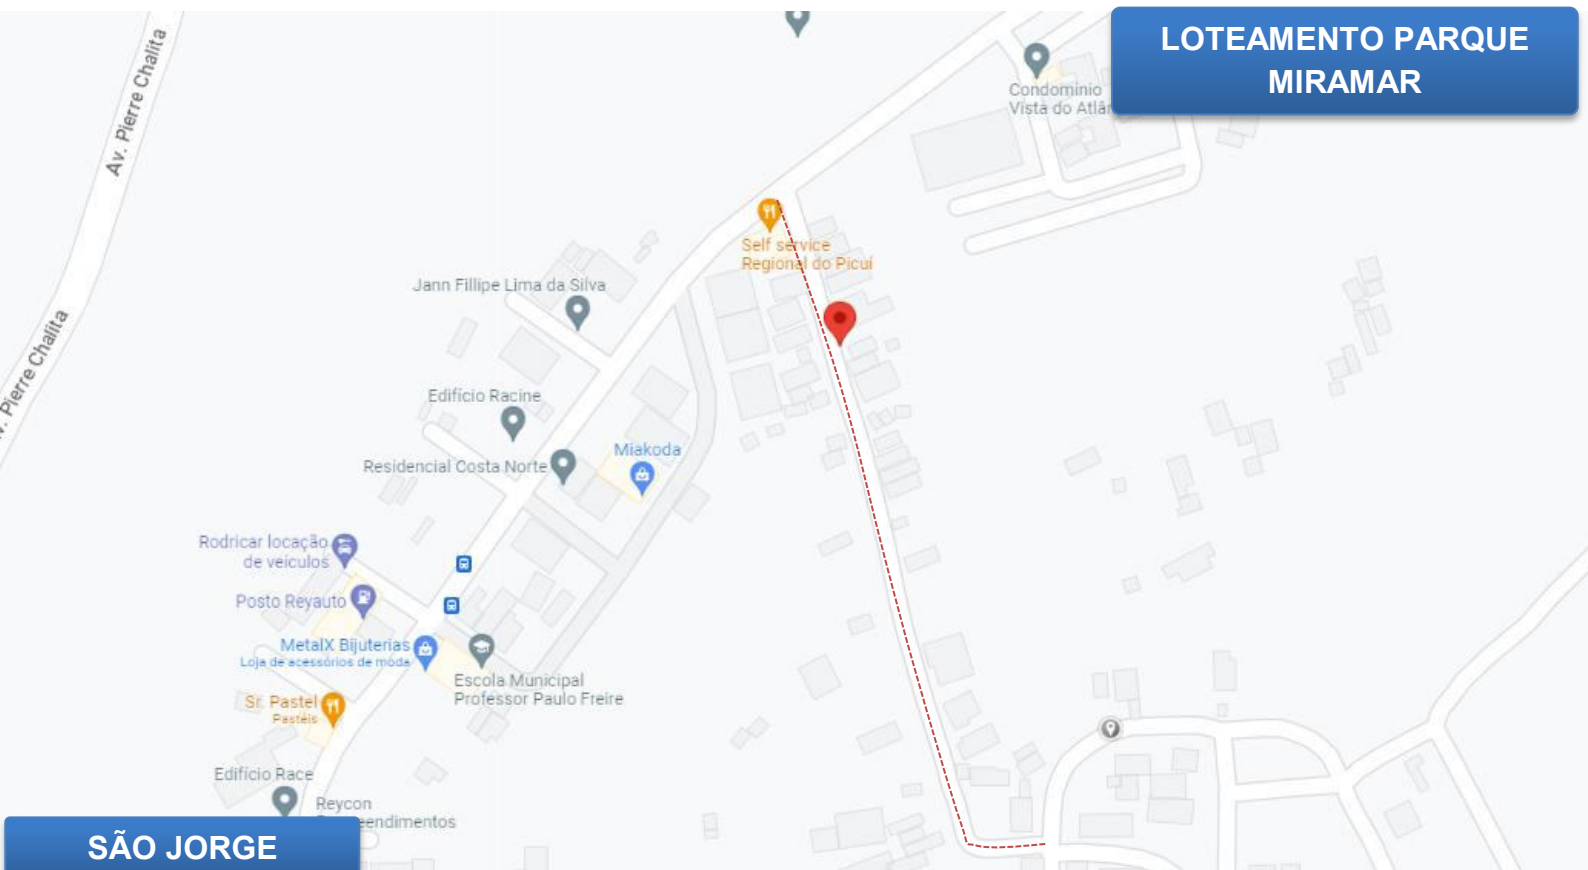 LOTEAMENTO PARQUE
MIRAMAR
Av. Pierre Chalita
Condomínio
Vista do
Self service
Regional do Picuí
Jann Fillipe Lima da Silva
Pierre Chalita
Edifício Racine
Miakoda
Residencial Costa Norte
Rodricar locação
de veículos
Posto Reyauto
MetalX Bijuterias
Loja de acessórios de moda
Escola Municipal
Professor Paulo Freire
Sr. Pastel
Pastéis
Edifício Race
Reycon
SÃO JORGE